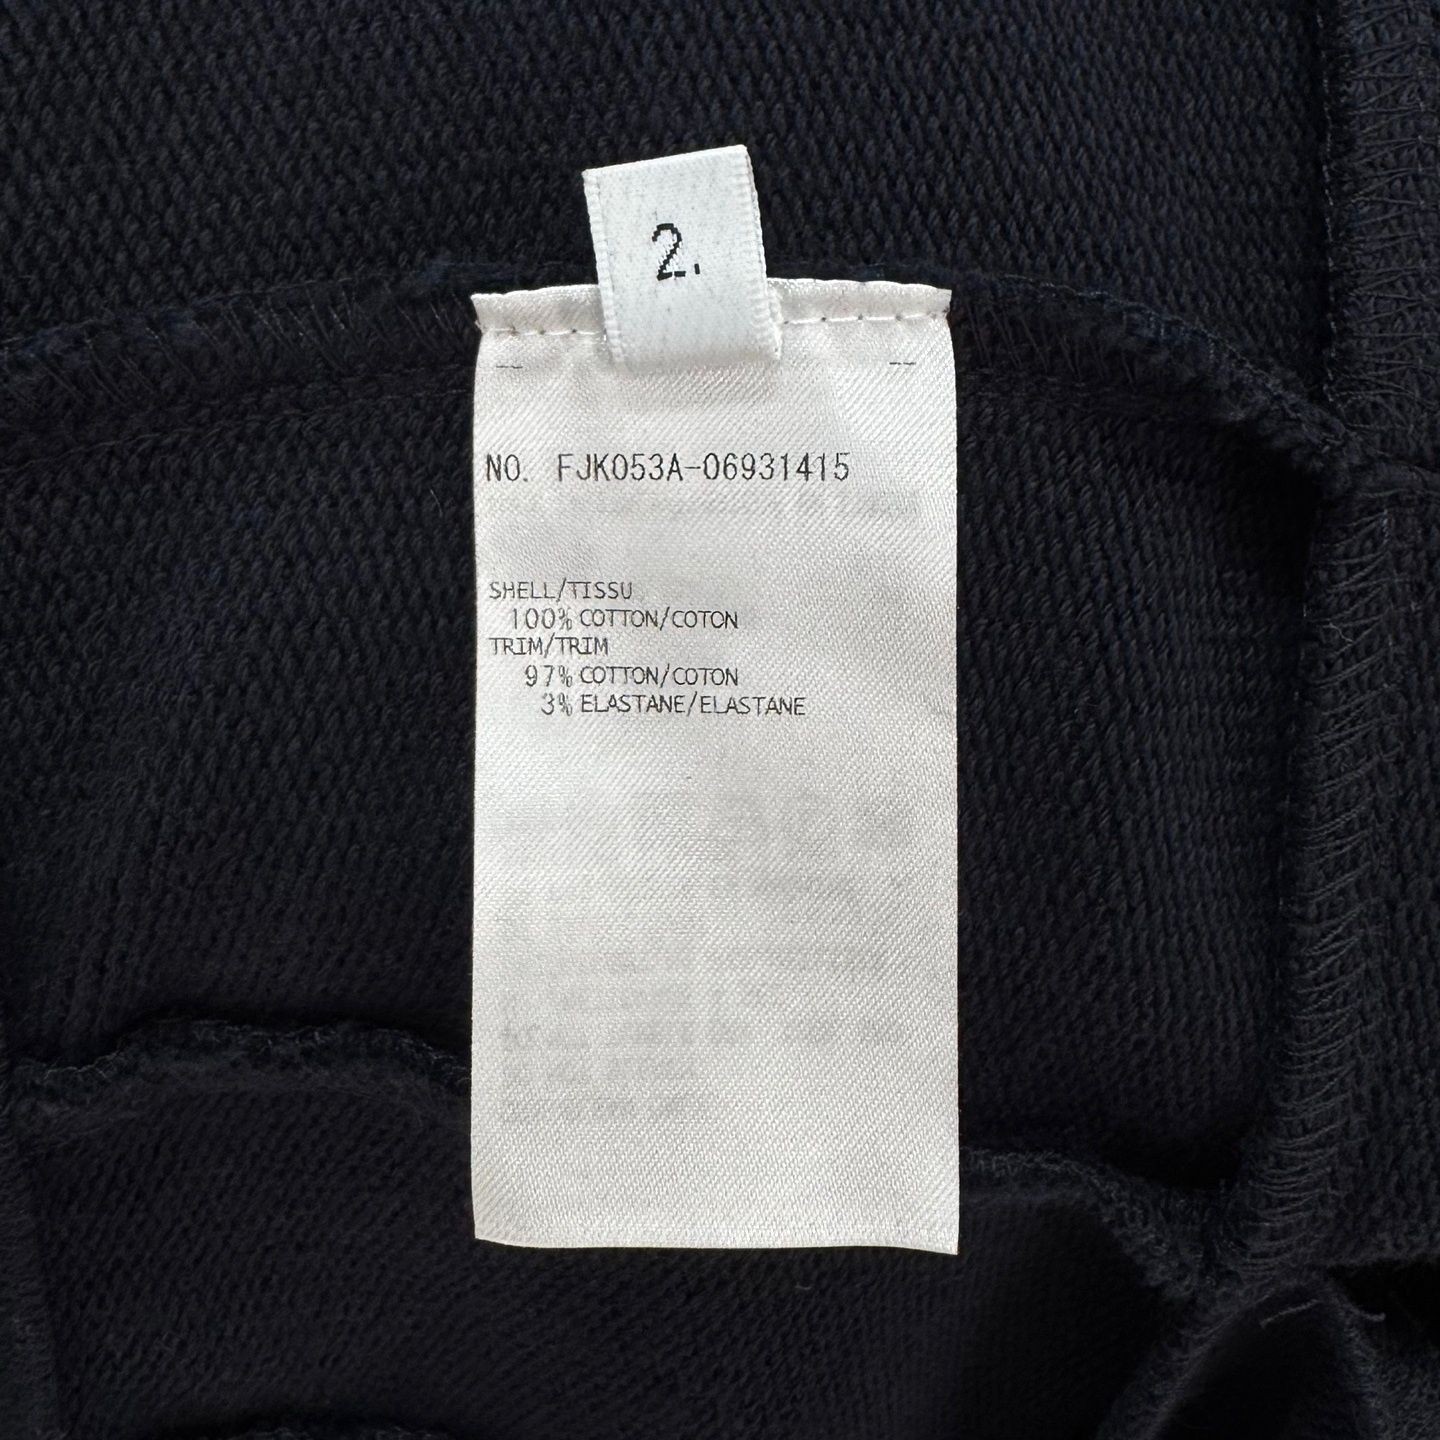 2.
-- --
NO. FJK053A-06931415
SHELL/TISSU
100% COTTON/COTON
TRIM/TRIM
97% COTTON/COTON
3% ELASTANE/ELASTANE